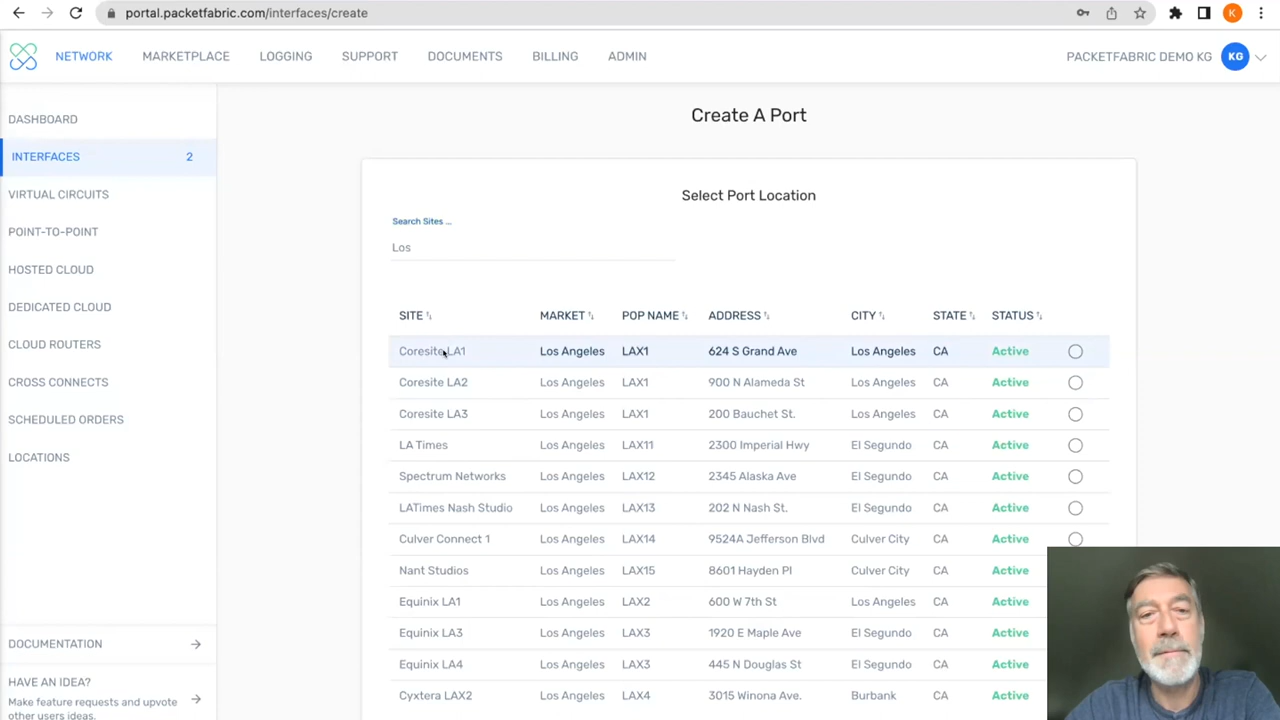 portal.packetfabric.com/interfaces/create
K
NETWORK MARKETPLACE LOGGING SUPPORT DOCUMENTS BILLING ADMIN PACKETFABRIC DEMO KG KG
DASHBOARD
INTERFACES 2
VIRTUAL CIRCUITS
POINT-TO-POINT
HOSTED CLOUD
DEDICATED CLOUD
CLOUD ROUTERS
CROSS CONNECTS
SCHEDULED ORDERS
LOCATIONS
DOCUMENTATION
HAVE AN IDEA?
Make feature requests and upvote
other users ideas.
Create A Port
Select Port Location
Search Sites ...
Los
SITE MARKET POP NAME ADDRESS CITY STATE STATUS
Coresite LA1 Los Angeles LAX1 624 S Grand Ave Los Angeles CA Active
Coresite LA2 Los Angeles LAX1 900 N Alameda St Los Angeles CA Active
Coresite LA3 Los Angeles LAX1 200 Bauchet St. Los Angeles CA Active
LA Times Los Angeles LAX11 2300 Imperial Hwy El Segundo CA Active
Spectrum Networks Los Angeles LAX12 2345 Alaska Ave El Segundo CA Active
LATimes Nash Studio Los Angeles LAX13 202 N Nash St. El Segundo CA Active
Culver Connect 1 Los Angeles LAX14 9524A Jefferson Blvd Culver City CA Active
Nant Studios Los Angeles LAX15 8601 Hayden Pl Culver City CA Active
Equinix LA1 Los Angeles LAX2 600 W 7th St Los Angeles CA Active
Equinix LA3 Los Angeles LAX3 1920 E Maple Ave El Segundo CA Active
Equinix LA4 Los Angeles LAX3 445 N Douglas St El Segundo CA Active
Cyxtera LAX2 Los Angeles LAX4 3015 Winona Ave. Burbank CA Active